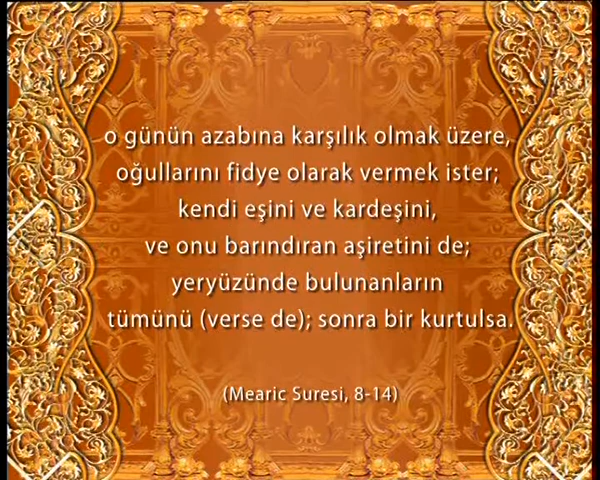 o günün azabına karşılık olmak üzere,
oğullarını fidye olarak vermek ister;
kendi eşini ve kardeşini,
ve onu barındıran aşiretini de;
yeryüzünde bulunanların
tümünü (verse de); sonra bir kurtulsa.
(Mearic Suresi, 8-14)